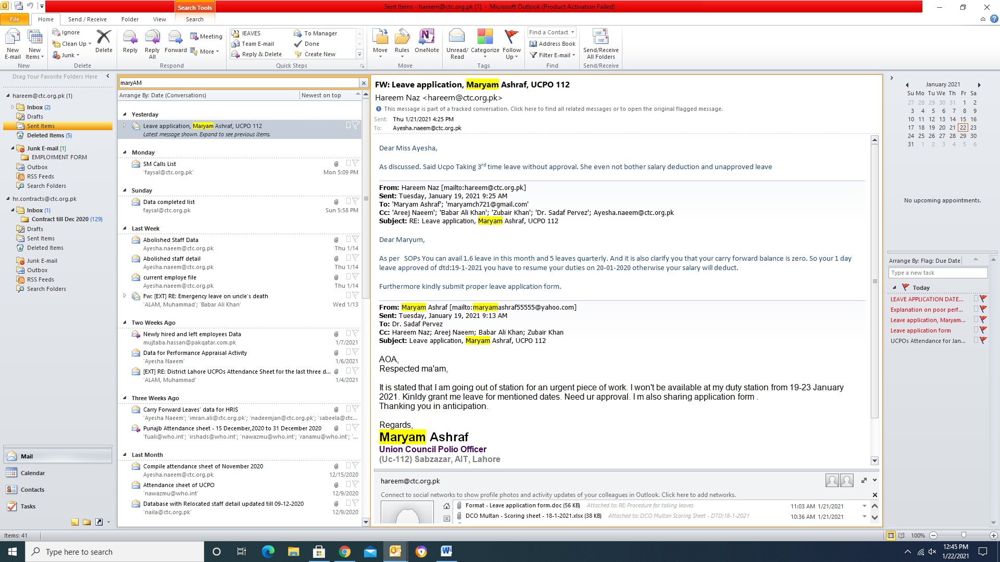 Sent Items - hareem@ctc.org.pk (1) - Microsoft Outlook (Product Activation Failed)
Search Tools
File
Home
Send / Receive
Folder
View
Search
New E-mail
New Items
New
Ignore
Clean Up
Junk
Delete
Delete
Reply
Reply All
Forward
Meeting
More
Respond
lEAVES
Team E-mail
Reply & Delete
To Manager
Done
Create New
Quick Steps
Move
Rules
OneNote
Move
Unread/ Read
Categorize
Follow Up
Tags
Find a Contact
Address Book
Filter E-mail
Find
Send/Receive All Folders
Send/Receive
Drag Your Favorite Folders Here
hareem@ctc.org.pk (1)
Inbox (2)
Drafts
Sent Items
Deleted Items (5)
Junk E-mail [1]
EMPLOYMENT FORM
Outbox
RSS Feeds
Search Folders
hr.contracts@ctc.org.pk
Inbox (1)
Contract till Dec 2020 (129)
Drafts
Sent Items
Deleted Items
Junk E-mail
Outbox
RSS Feeds
Search Folders
Mail
Calendar
Contacts
Tasks
maryAM
Arrange By: Date (Conversations)
Newest on top
Yesterday
Leave application, Maryam Ashraf, UCPO 112
Latest message shown. Expand to see previous items.
Monday
SM Calls List
'faysal@ctc.org.pk'
Mon 5:09 PM
Sunday
Data completed list
faysal@ctc.org.pk
Sun 5:58 PM
Last Week
Abolished Staff Data
Ayesha.naeem@ctc.org.pk
Thu 1/14
Abolished staff detail
Ayesha.naeem@ctc.org.pk
Thu 1/14
current employe file
Ayesha.naeem@ctc.org.pk
Thu 1/14
Fw: [EXT] RE: Emergency leave on uncle's death
'ALAM, Muhammad'; 'Babar Ali Khan'
Wed 1/13
Two Weeks Ago
Newly hired and left employees Data
mujtaba.hassan@pakqatar.com.pk
1/7/2021
Data for Performance Appraisal Activity
'Ayesha Naeem'
1/6/2021
[EXT] RE: District Lahore UCPOs Attendance Sheet for the last three d...
'ALAM, Muhammad'
1/4/2021
Three Weeks Ago
Carry Forward Leaves' data for HRIS
'Ayesha Naeem'; 'imran.ali@ctc.org.pk'; 'nadeemjan@ctc.org.pk'; 'sabeela@ctc...
Punajb Attendance sheet - 15 December,2020 to 31 December 2020
'fuali@who.int'; 'irshads@who.int'; 'nawazmu@who.int'; 'ranamu@who.int'; '...
Last Month
Compile attendance sheet of November 2020
Ayesha.naeem@ctc.org.pk
12/15/2020
Attendance sheet of UCPO
'nawazmu@who.int'
12/9/2020
Database with Relocated staff detail updated till 09-12-2020
'naila@ctc.org.pk'
12/9/2020
FW: Leave application, Maryam Ashraf, UCPO 112
Hareem Naz <hareem@ctc.org.pk>
This message is part of a tracked conversation. Click here to find all related messages or to open the original flagged message.
Sent: Thu 1/21/2021 4:25 PM
To: Ayesha.naeem@ctc.org.pk
Dear Miss Ayesha,
As discussed. Said Ucpo Taking 3rd time leave without approval. She even not bother salary deduction and unapproved leave
From: Hareem Naz [mailto:hareem@ctc.org.pk]
Sent: Tuesday, January 19, 2021 9:25 AM
To: 'Maryam Ashraf'; 'maryamch721@gmail.com'
Cc: 'Areej Naeem'; 'Babar Ali Khan'; 'Zubair Khan'; 'Dr. Sadaf Pervez'; Ayesha.naeem@ctc.org.pk
Subject: RE: Leave application, Maryam Ashraf, UCPO 112
Dear Maryum,
As per SOPs You can avail 1.6 leave in this month and 5 leaves quarterly. And it is also clarify you that your carry forward balance is zero. So your 1 day
leave approved of dtd:19-1-2021 you have to resume your duties on 20-01-2020 otherwise your salary will deduct.
Furthermore kindly submit proper leave application form.
From: Maryam Ashraf [mailto:maryamashraf55555@yahoo.com]
Sent: Tuesday, January 19, 2021 9:13 AM
To: Dr. Sadaf Pervez
Cc: Hareem Naz; Areej Naeem; Babar Ali Khan; Zubair Khan
Subject: Leave application, Maryam Ashraf, UCPO 112
AOA,
Respected ma'am,
It is stated that I am going out of station for an urgent piece of work. I won't be available at my duty station from 19-23 January
2021. Kinldy grant me leave for mentioned dates. Need ur approval. I m also sharing application form .
Thanking you in anticipation.
Regards,
Maryam Ashraf
Union Council Polio Officer
(Uc-112) Sabzazar, AIT, Lahore
hareem@ctc.org.pk
Connect to social networks to show profile photos and activity updates of your colleagues in Outlook. Click here to add networks.
Format - Leave application form.doc (56 KB) Attached to: RE: Procedure for taking leaves 11:03 AM 1/21/2021
DCO Multan - Scoring sheet - 18-1-2021.xlsx (38 KB) Attached to: DCO Multan Scoring Sheet - DTD:18-1-2021 10:36 AM 1/21/2021
January 2021
Su Mo Tu We Th Fr Sa
27 28 29 30 31 1 2
3 4 5 6 7 8 9
10 11 12 13 14 15 16
17 18 19 20 21 22 23
24 25 26 27 28 29 30
31 1 2 3 4 5 6
No upcoming appointments.
Arrange By: Flag: Due Date
Type a new task
Today
LEAVE APPLICATION DATE...
Explanation on poor perf...
Leave application, Maryam...
Leave application form
UCPOs Attendance for Jan...
Items: 41
100%
Type here to search
12:45 PM
1/22/2021